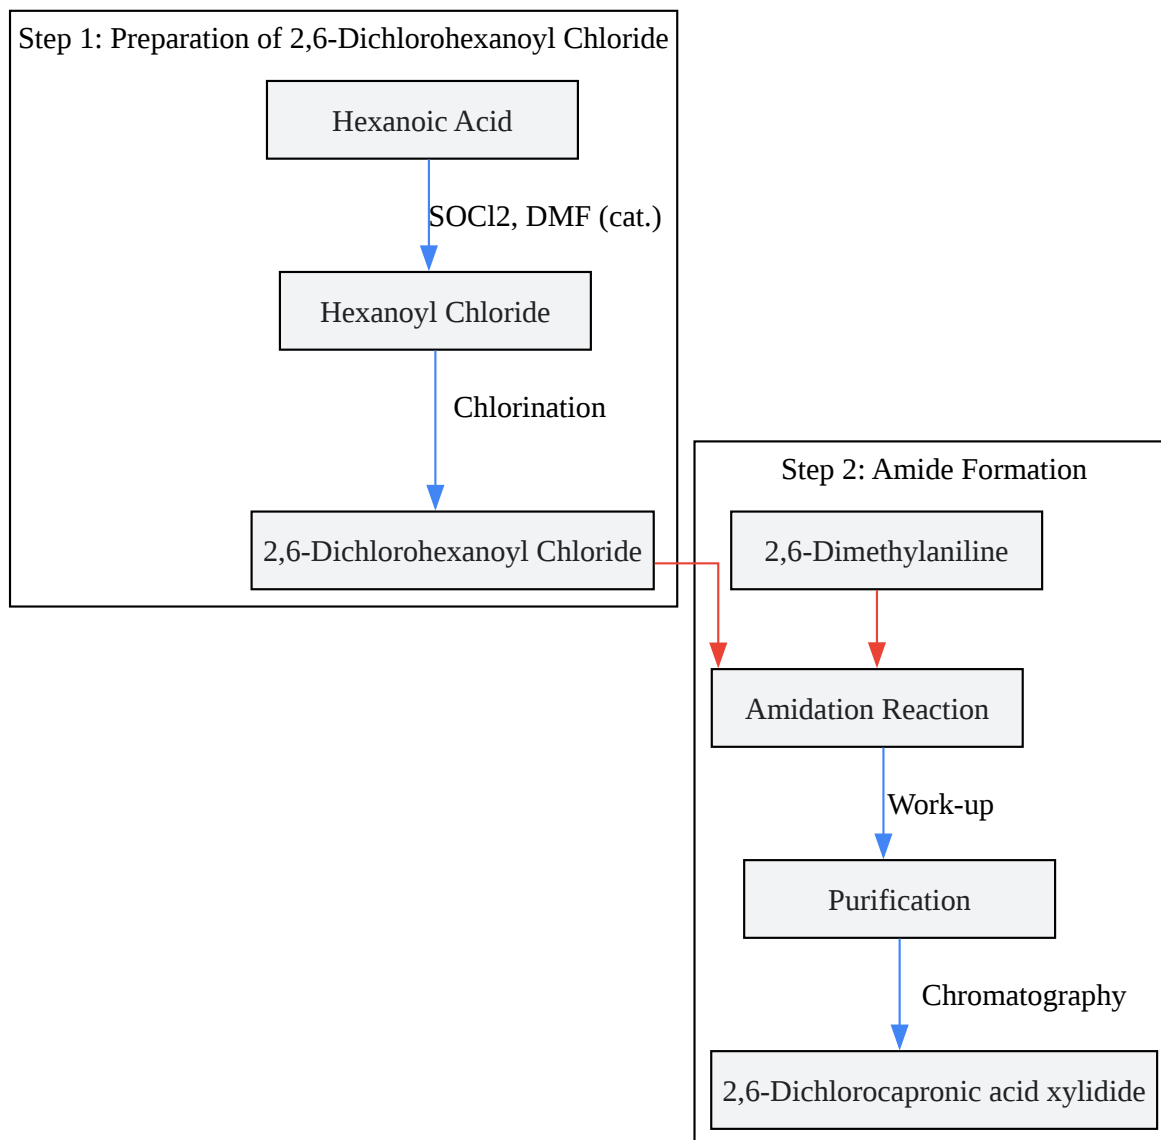 Step 1: Preparation of 2,6-Dichlorohexanoyl Chloride
Hexanoic Acid
SOCl2, DMF (cat.)
Hexanoyl Chloride
Chlorination
2,6-Dichlorohexanoyl Chloride
Step 2: Amide Formation
2,6-Dimethylaniline
Amidation Reaction
Work-up
Purification
Chromatography
2,6-Dichlorocapronic acid xylidide